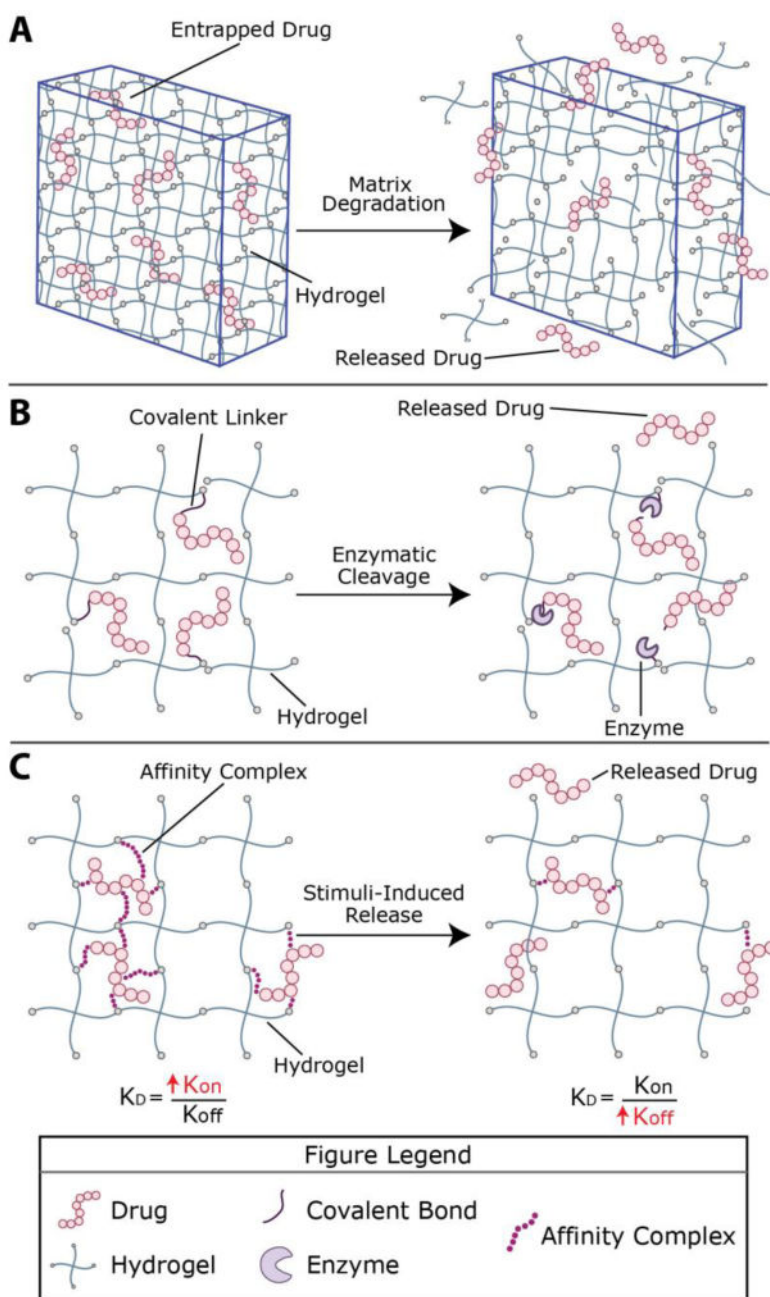 A
Entrapped Drug
Matrix
Degradation
Hydrogel
Released Drug
B
Covalent Linker
Released Drug
Enzymatic
Cleavage
Hydrogel
Enzyme
C
Affinity Complex
Released Drug
Stimuli-Induced
Release
Hydrogel
KD = ↑ Kon / Koff
KD = Kon / ↑ Koff
Figure Legend
Drug
Covalent Bond
Affinity Complex
Hydrogel
Enzyme